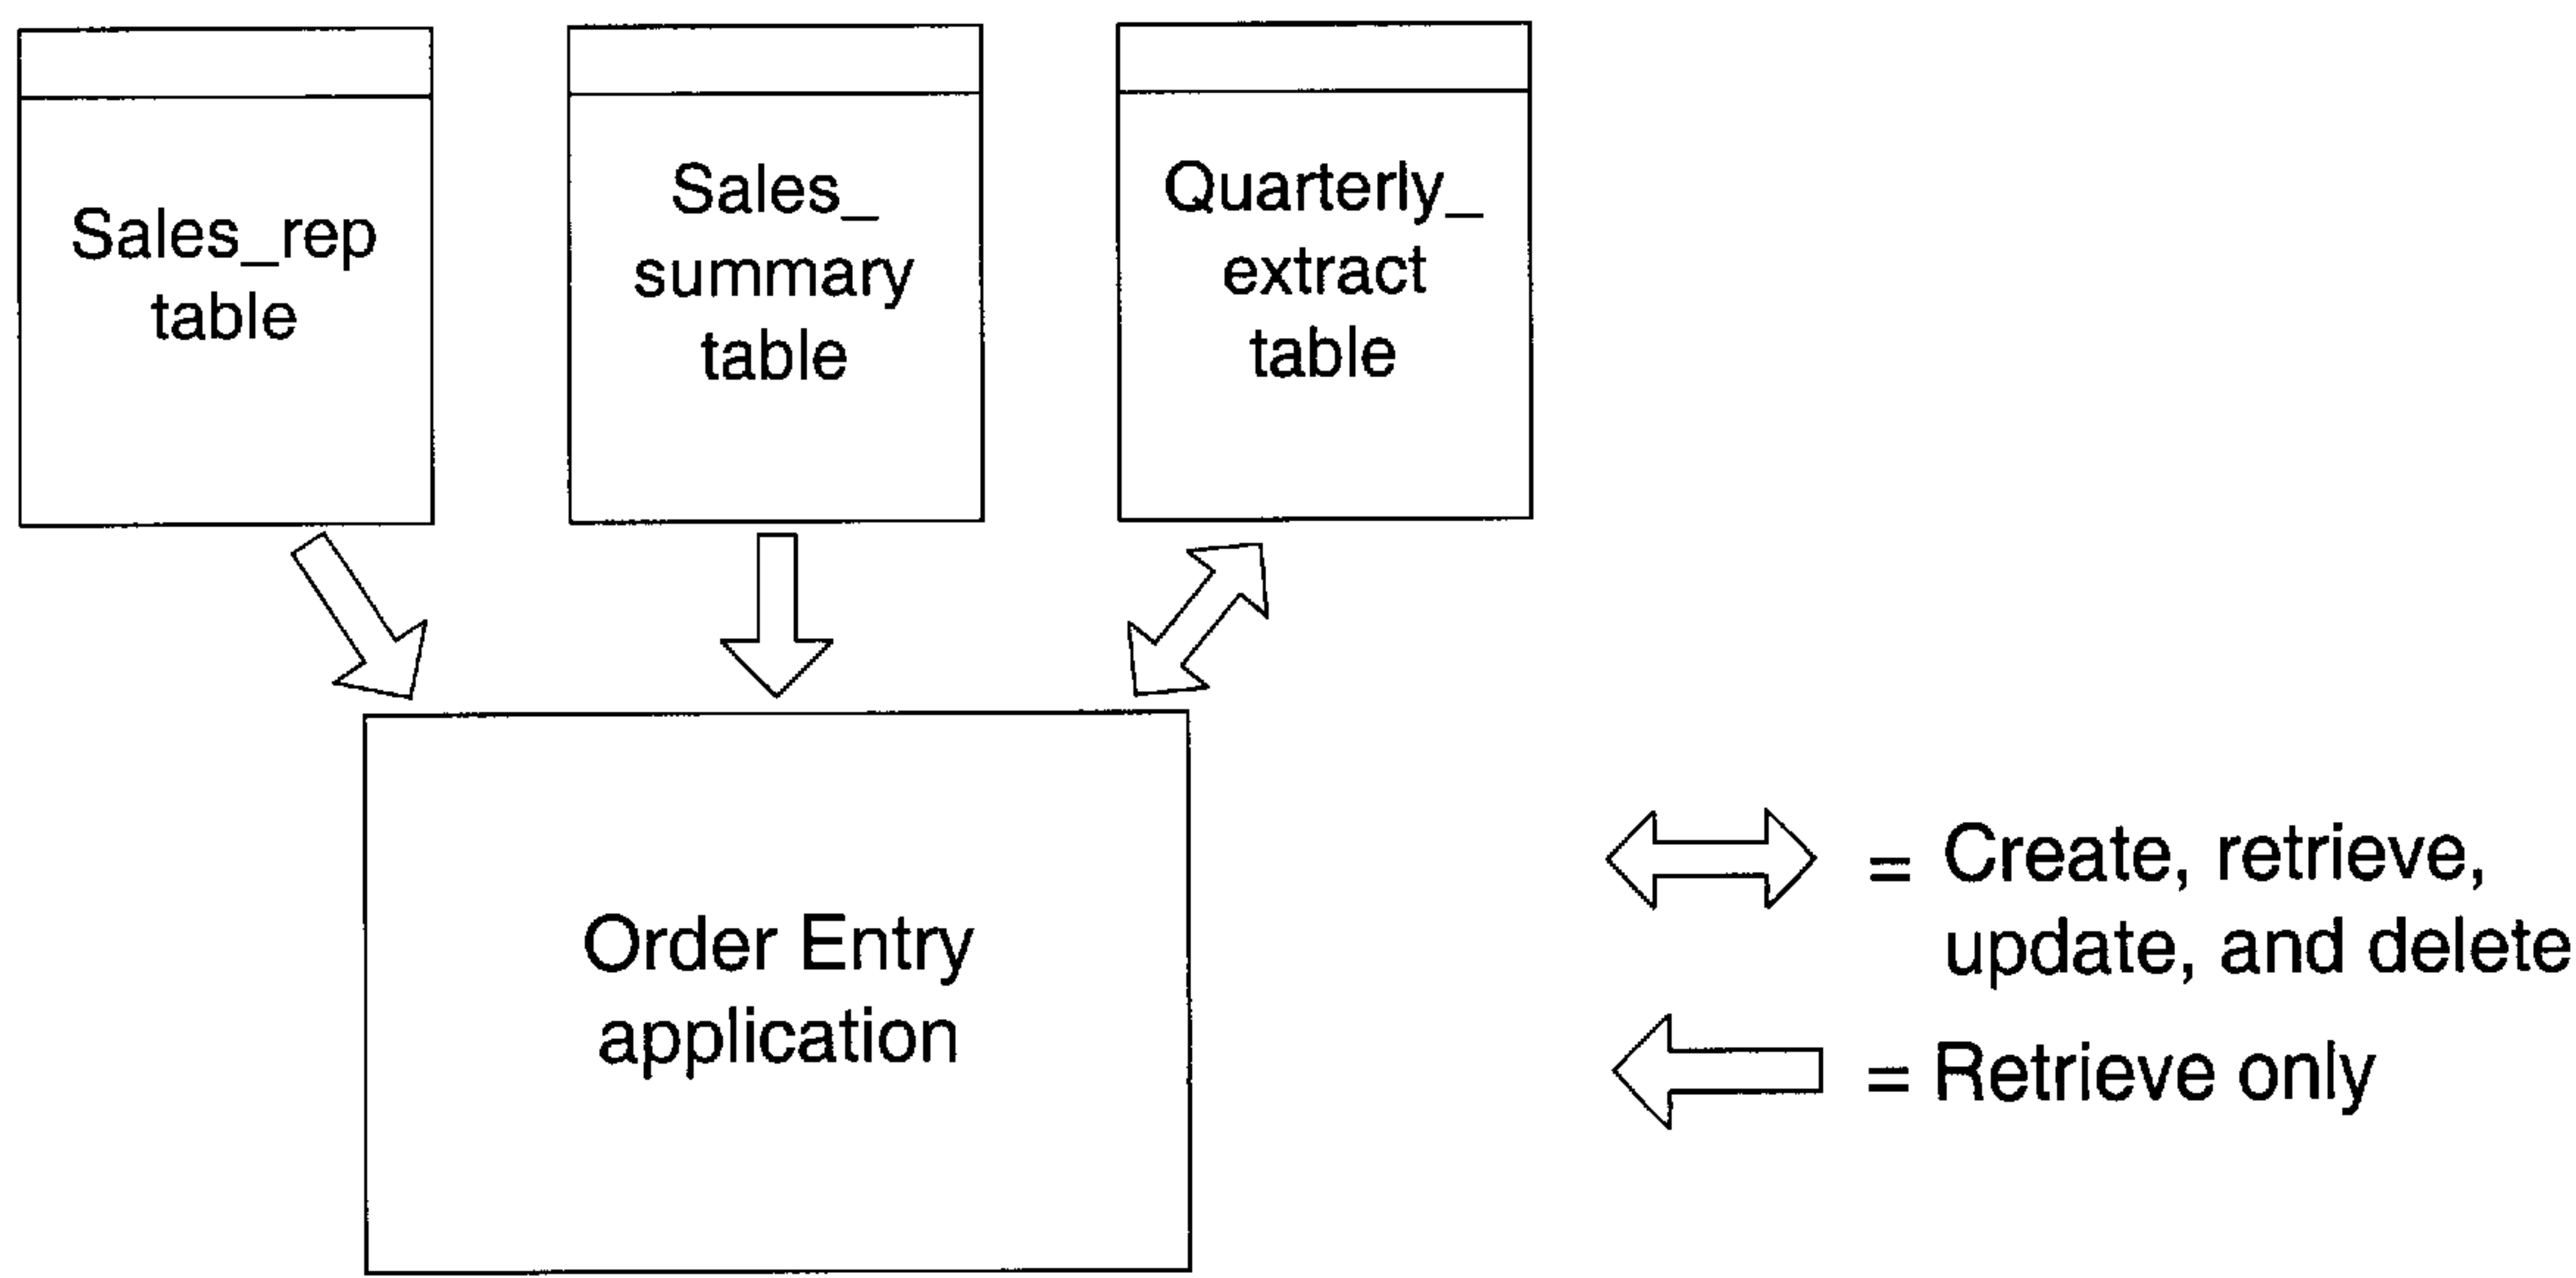 Sales_rep
table
Sales_
summary
table
Quarterly_
extract
table
Order Entry
application
= Create, retrieve,
update, and delete
= Retrieve only